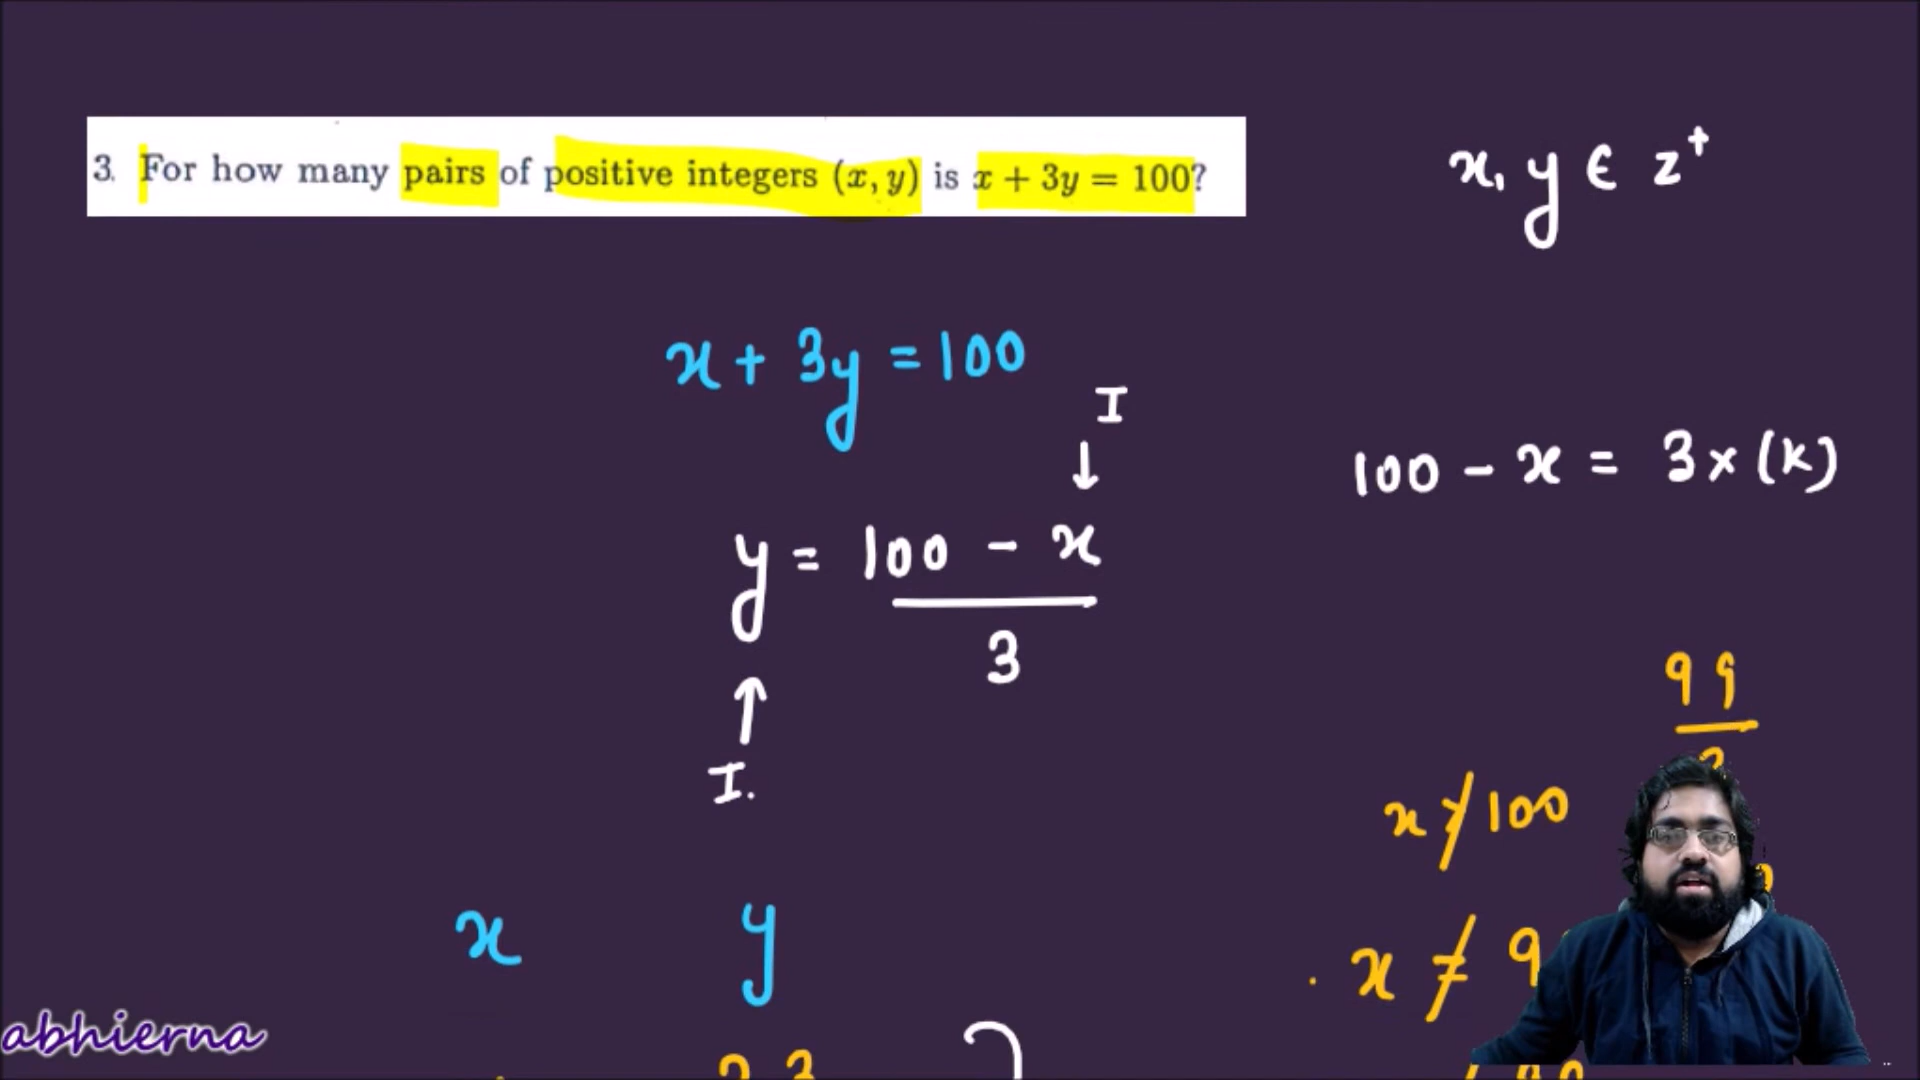 3. For how many pairs of positive integers (x, y) is x + 3y = 100?
x, y ∈ z⁺
x + 3y = 100
I
↓
100 - x = 3 × (k)
y = 100 - x
3
↑
I.
99
x ≯ 100
x ≠ 9
x y
33
abhierna